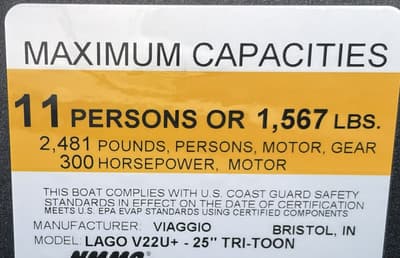 MAXIMUM CAPACITIES
11 PERSONS OR 1,567 LBS.
2,481 POUNDS, PERSONS, MOTOR, GEAR
300 HORSEPOWER, MOTOR
THIS BOAT COMPLIES WITH U.S. COAST GUARD SAFETY
STANDARDS IN EFFECT ON THE DATE OF CERTIFICATION
MEETS U.S. EPA EVAP STANDARDS USING CERTIFIED COMPONENTS
MANUFACTURER: VIAGGIO BRISTOL, IN
MODEL: LAGO V22U+ - 25" TRI-TOON